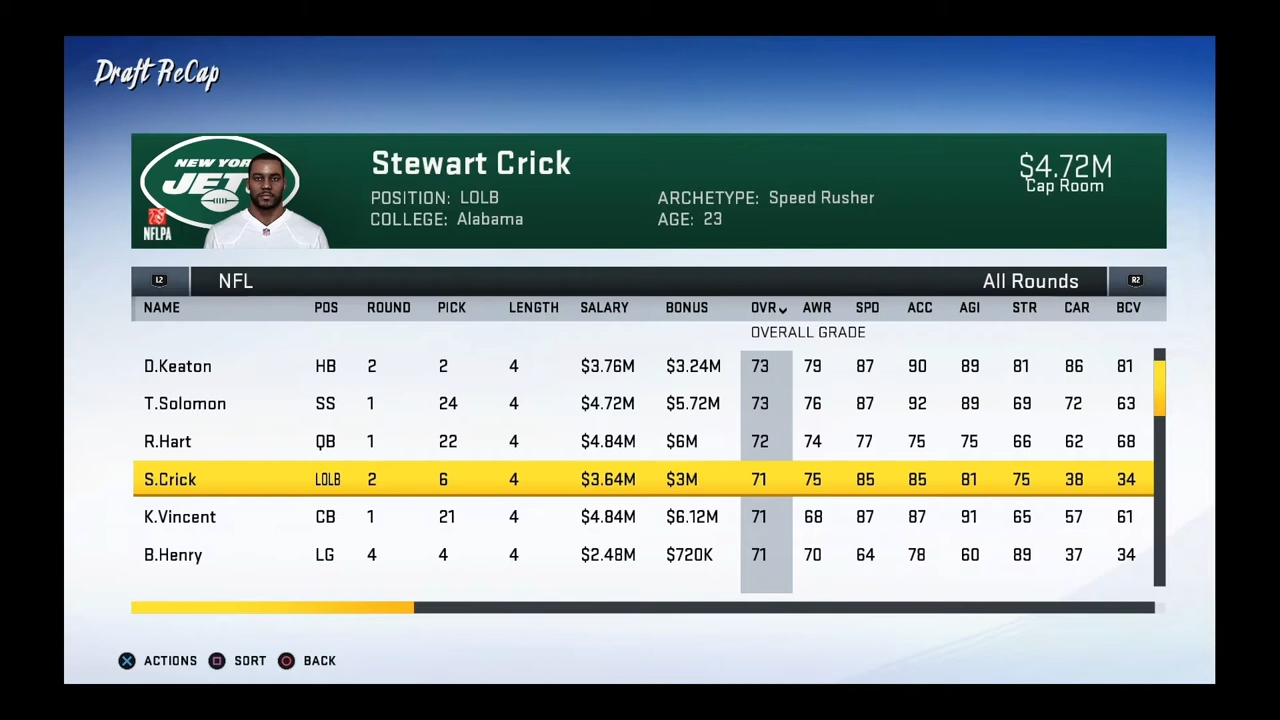 Draft ReCap
NEW YORK
JETS
NFLPA
Stewart Crick
POSITION: LOLB
COLLEGE: Alabama
ARCHETYPE: Speed Rusher
AGE: 23
$4.72M
Cap Room
L2 NFL All Rounds R2
NAME POS ROUND PICK LENGTH SALARY BONUS OVR AWR SPD ACC AGI STR CAR BCV
OVERALL GRADE
D.Keaton HB 2 2 4 $3.76M $3.24M 73 79 87 90 89 81 86 81
T.Solomon SS 1 24 4 $4.72M $5.72M 73 76 87 92 89 69 72 63
R.Hart QB 1 22 4 $4.84M $6M 72 74 77 75 75 66 62 68
S.Crick LOLB 2 6 4 $3.64M $3M 71 75 85 85 81 75 38 34
K.Vincent CB 1 21 4 $4.84M $6.12M 71 68 87 87 91 65 57 61
B.Henry LG 4 4 4 $2.48M $720K 71 70 64 78 60 89 37 34
ACTIONS SORT BACK